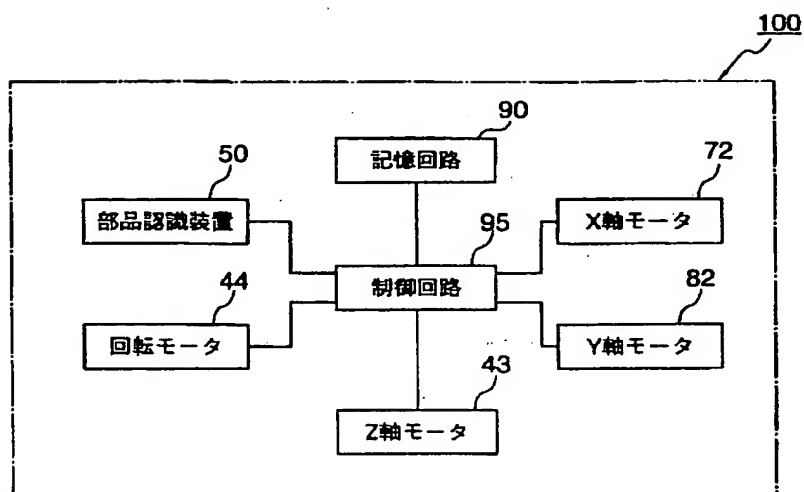 100
90
記憶回路
50
部品認識装置
72
X軸モータ
95
制御回路
44
回転モータ
82
Y軸モータ
43
Z軸モータ